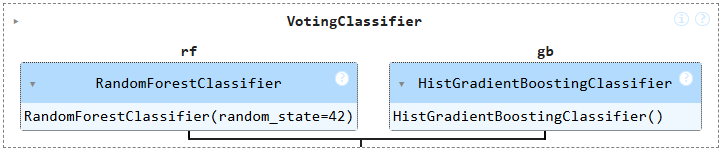 VotingClassifier
rf
gb
RandomForestClassifier
HistGradientBoostingClassifier
RandomForestClassifier(random_state=42)
HistGradientBoostingClassifier()